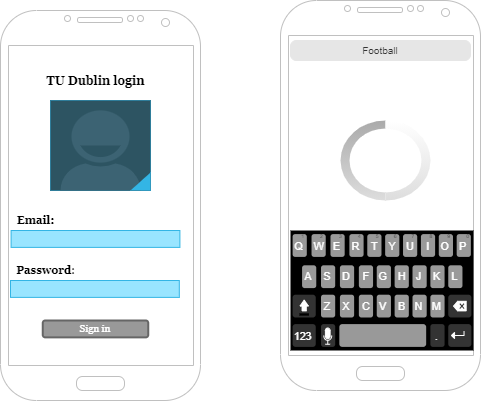 TU Dublin login
Email:
Password:
Sign in
Football
Q W E R T Y U I O P
A S D F G H J K L
Z X C V B N M
123 .